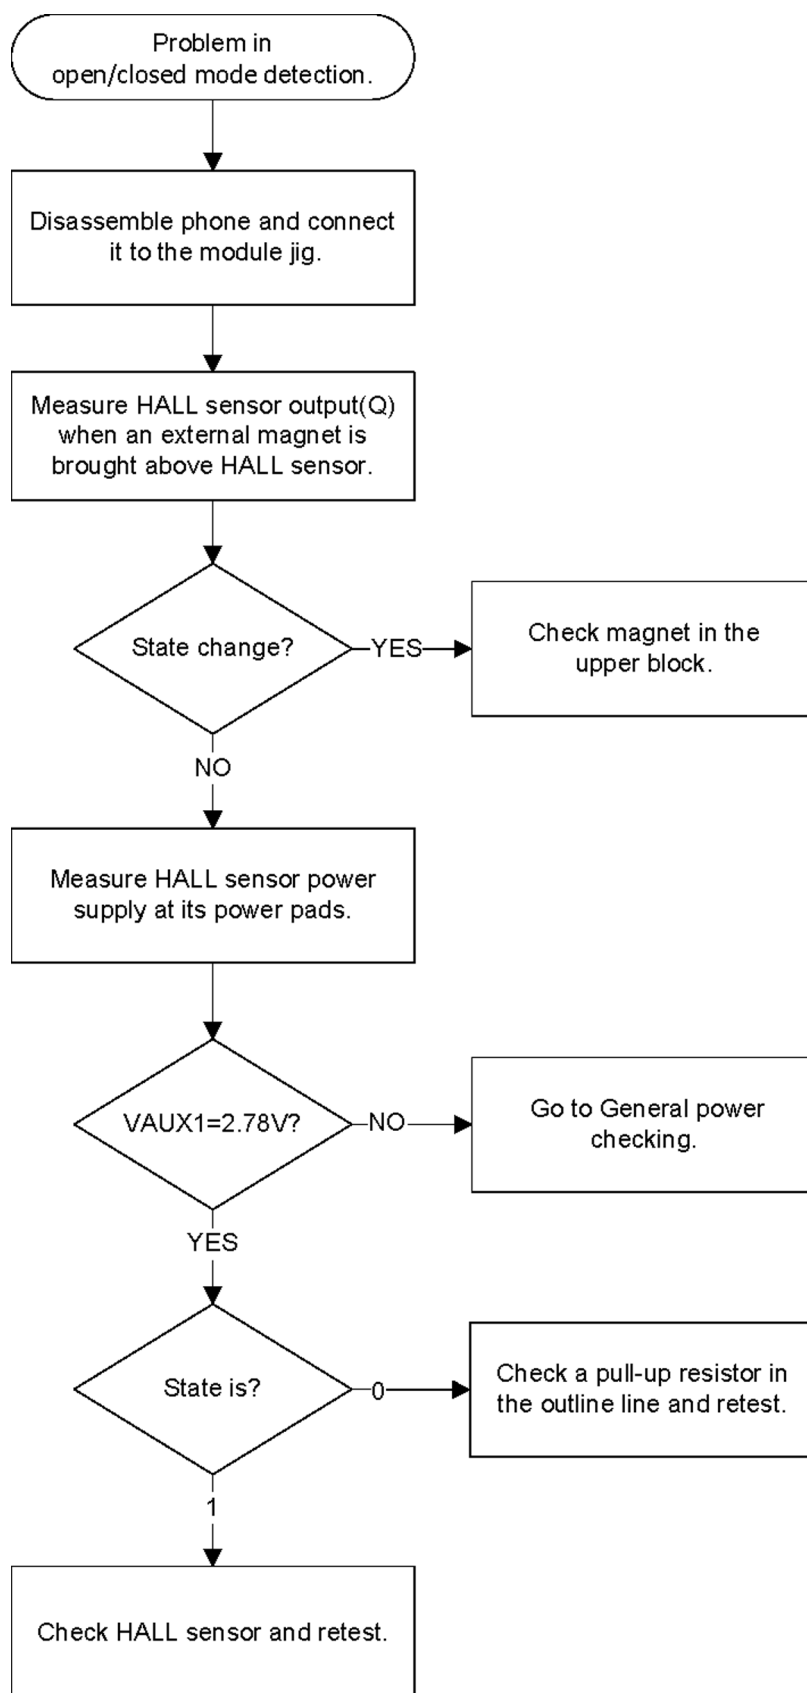 Problem in
open/closed mode detection.
Disassemble phone and connect
it to the module jig.
Measure HALL sensor output(Q)
when an external magnet is
brought above HALL sensor.
State change?
YES
Check magnet in the
upper block.
NO
Measure HALL sensor power
supply at its power pads.
VAUX1=2.78V?
NO
Go to General power
checking.
YES
State is?
0
Check a pull-up resistor in
the outline line and retest.
1
Check HALL sensor and retest.